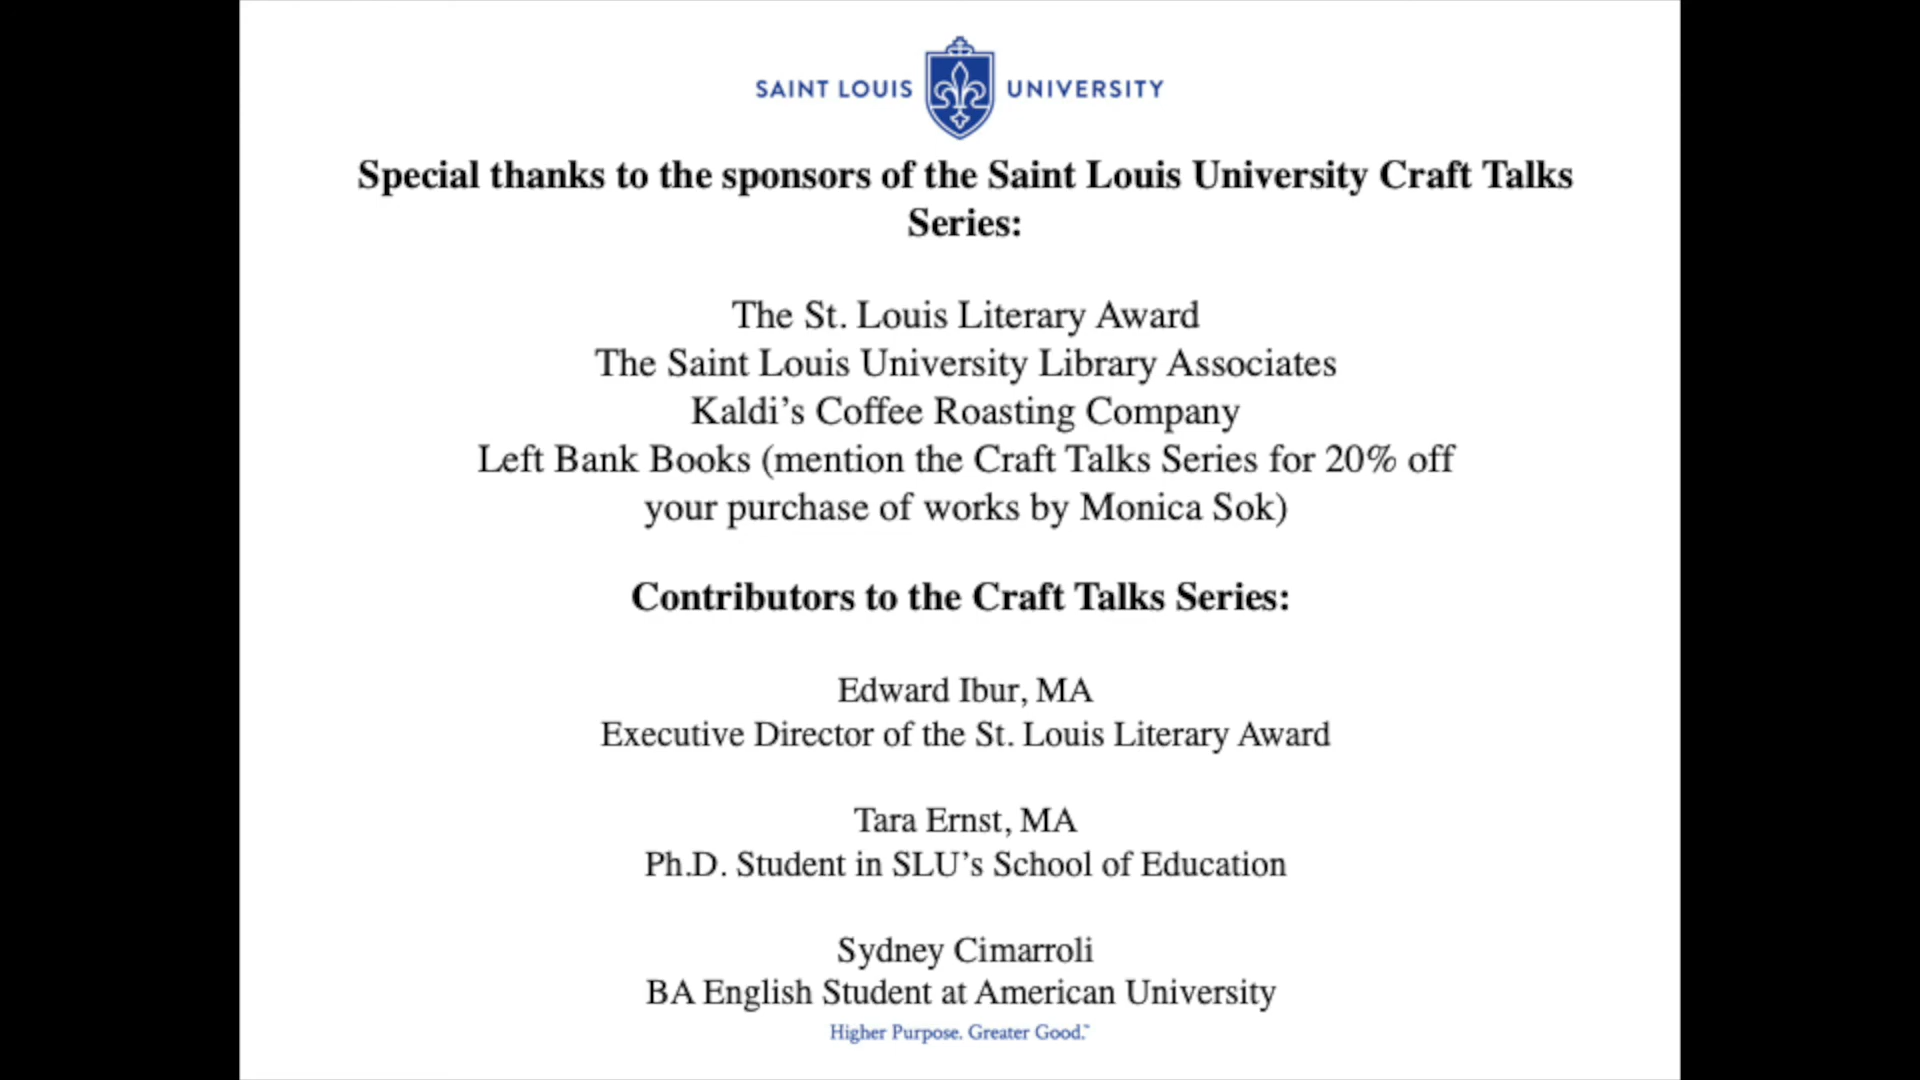 SAINT LOUIS UNIVERSITY
Special thanks to the sponsors of the Saint Louis University Craft Talks
Series:
The St. Louis Literary Award
The Saint Louis University Library Associates
Kaldi’s Coffee Roasting Company
Left Bank Books (mention the Craft Talks Series for 20% off
your purchase of works by Monica Sok)
Contributors to the Craft Talks Series:
Edward Ibur, MA
Executive Director of the St. Louis Literary Award
Tara Ernst, MA
Ph.D. Student in SLU’s School of Education
Sydney Cimarroli
BA English Student at American University
Higher Purpose. Greater Good.™